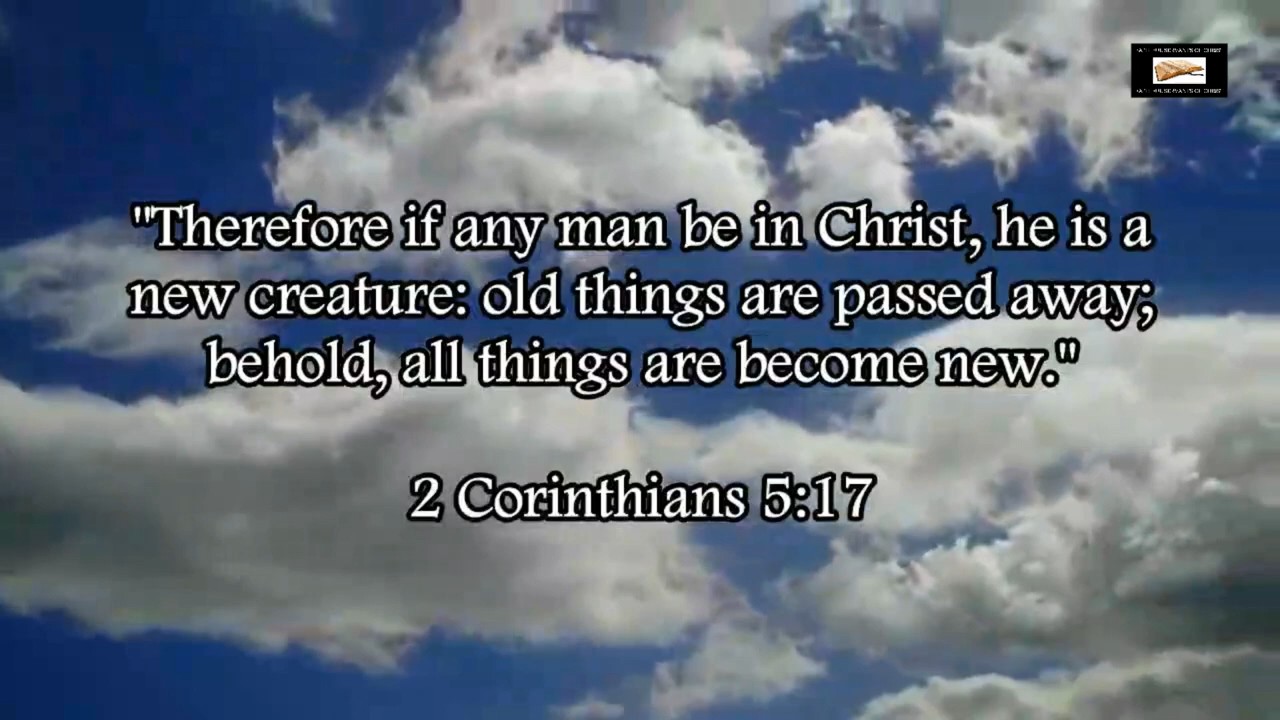 "Therefore if any man be in Christ, he is a
new creature: old things are passed away;
behold, all things are become new."
2 Corinthians 5:17